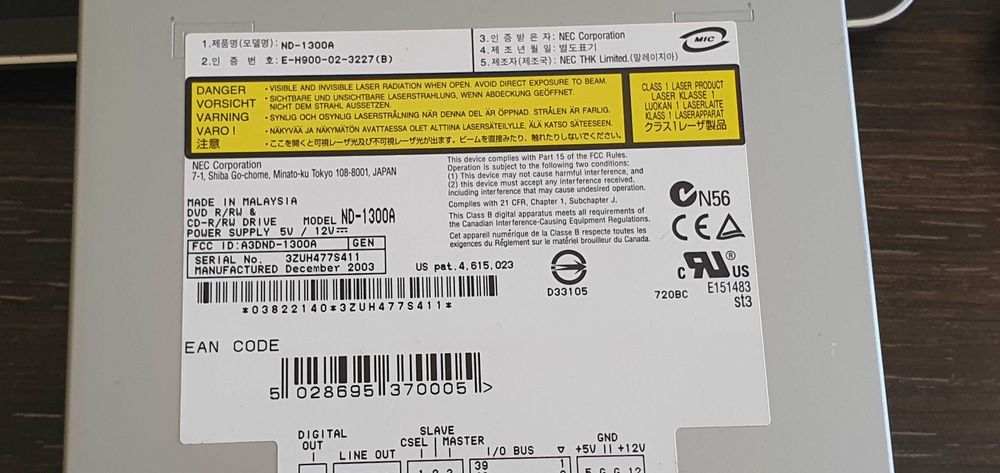 1.제품명(모델명): ND-1300A
2.인 증 번 호: E-H900-02-3227(B)
3.인 증 받 은 자: NEC Corporation
4.제 조 년 월 일: 별도표기
5.제조자(제조국): NEC THK Limited.(말레이지아)
MIC
DANGER • VISIBLE AND INVISIBLE LASER RADIATION WHEN OPEN. AVOID DIRECT EXPOSURE TO BEAM.
VORSICHT • SICHTBARE UND UNSICHTBARE LASERSTRAHLUNG, WENN ABDECKUNG GEÖFFNET.
NICHT DEM STRAHL AUSSETZEN.
VARNING • SYNLIG OCH OSYNLIG LASERSTRÅLNING NÄR DENNA DEL ÄR ÖPPNAD. STRÅLEN ÄR FARLIG.
VARO! • NÄKYVÄÄ JA NÄKYMÄTÖN AVATTAESSA OLET ALTTIINA LASERSÄTEILYLLE, ÄLÄ KATSO SÄTEESEEN.
注意 • ここを開くと可視レーザ光及び不可視レーザ光が出ます。ビームを直接みたり、触れたりしないでください。
CLASS 1 LASER PRODUCT
LASER KLASSE 1
LUOKAN 1 LASERLAITE
KLASS 1 LASERAPPARAT
クラス1レーザ製品
NEC Corporation
7-1, Shiba Go-chome, Minato-ku Tokyo 108-8001, JAPAN
MADE IN MALAYSIA
DVD R/RW &
CD-R/RW DRIVE MODEL ND-1300A
POWER SUPPLY 5V / 12V
FCC ID:A3DND-1300A GEN
SERIAL No. 3ZUH477S411
MANUFACTURED December 2003
US pat.4,615,023
*03822140*3ZUH477S411*
This device complies with Part 15 of the FCC Rules.
Operation is subject to the following two conditions:
(1) This device may not cause harmful interference, and
(2) this device must accept any interference received,
including interference that may cause undesired operation.
Complies with 21 CFR, Chapter 1, Subchapter J.
This Class B digital apparatus meets all requirements of
the Canadian Interference-Causing Equipment Regulations.
Cet appareil numérique de la Classe B respecte toutes les
exigences du Règlement sur le matériel brouilleur du Canada.
D33105
N56
CE
c RU ® US
720BC E151483
st3
EAN CODE
5 028695 370005 >
DIGITAL
OUT
LINE OUT
SLAVE
CSEL MASTER
I/O BUS
GND
+5V +12V
39
1
1 2 3
5 G G 12